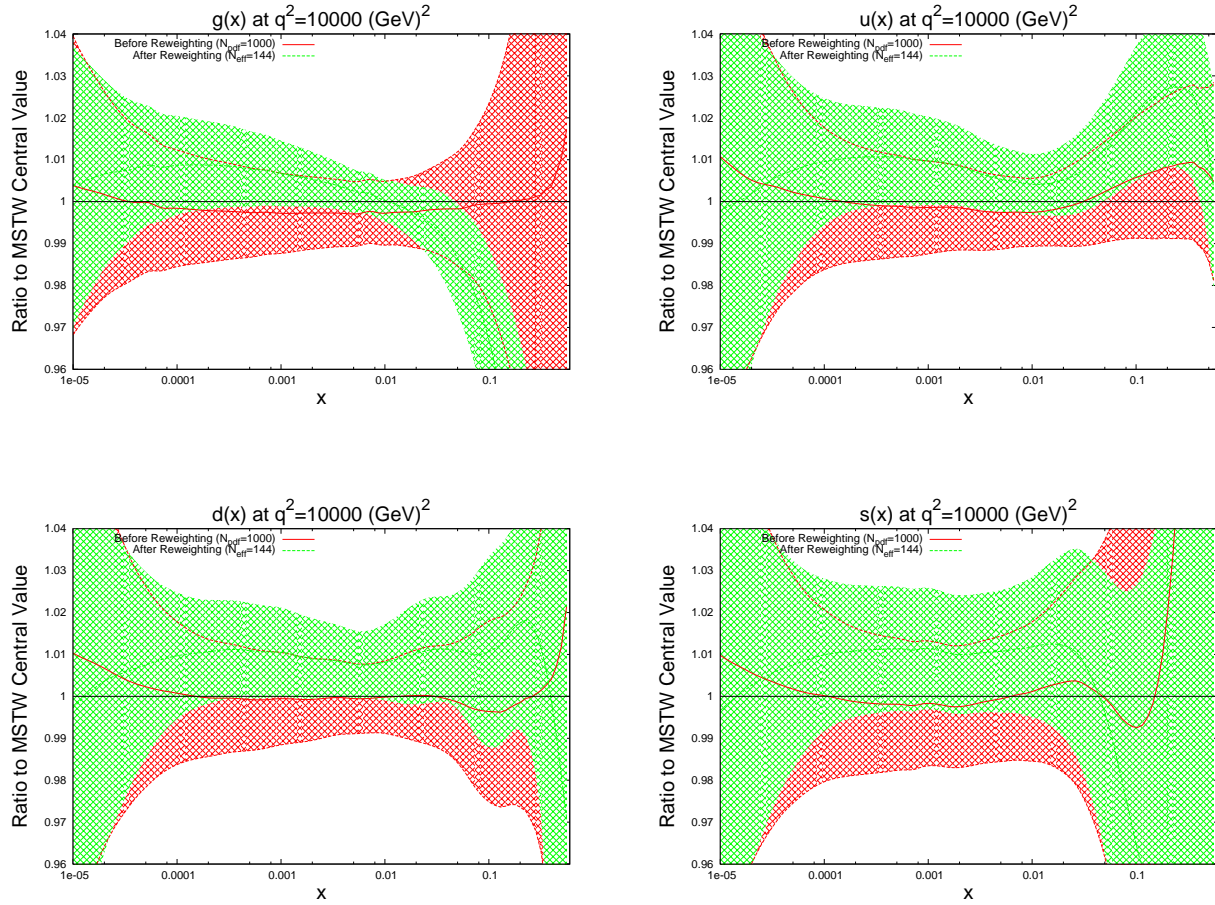 g(x) at q²=10000 (GeV)²
Before Reweighting (N_pdf=1000)
After Reweighting (N_eff=144)
Ratio to MSTW Central Value
1.04
1.03
1.02
1.01
1
0.99
0.98
0.97
0.96
1e-05 0.0001 0.001 0.01 0.1
x
u(x) at q²=10000 (GeV)²
Before Reweighting (N_pdf=1000)
After Reweighting (N_eff=144)
Ratio to MSTW Central Value
1.04
1.03
1.02
1.01
1
0.99
0.98
0.97
0.96
1e-05 0.0001 0.001 0.01 0.1
x
d(x) at q²=10000 (GeV)²
Before Reweighting (N_pdf=1000)
After Reweighting (N_eff=144)
Ratio to MSTW Central Value
1.04
1.03
1.02
1.01
1
0.99
0.98
0.97
0.96
1e-05 0.0001 0.001 0.01 0.1
x
s(x) at q²=10000 (GeV)²
Before Reweighting (N_pdf=1000)
After Reweighting (N_eff=144)
Ratio to MSTW Central Value
1.04
1.03
1.02
1.01
1
0.99
0.98
0.97
0.96
1e-05 0.0001 0.001 0.01 0.1
x